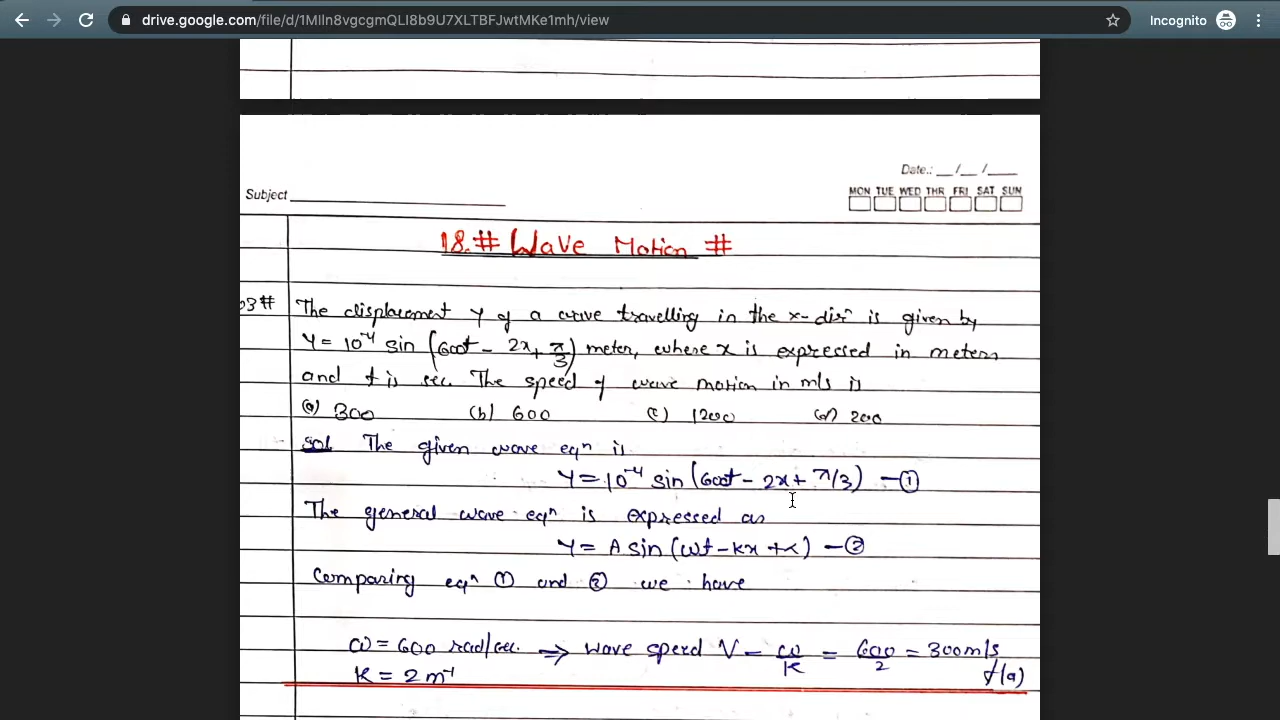 drive.google.com/file/d/1MIln8vgcgmQLI8b9U7XLTBFJwtMKe1mh/view
Incognito
Date.: __/__/___
Subject
MON TUE WED THR FRI SAT SUN
18.# Wave Motion #
03# The displacement Y of a wave travelling in the x-dirⁿ is given by
Y = 10⁻⁴ sin (600t - 2x + π/3) meter, where x is expressed in meters
and t is sec. The speed of wave motion in m/s is
(a) 300 (b) 600 (c) 1200 (d) 200
Sol The given wave eqⁿ is
Y = 10⁻⁴ sin (600t - 2x + π/3) —①
The general wave eqⁿ is expressed as
Y = A sin (ωt - kx + α) —②
Comparing eqⁿ ① and ② we have
ω = 600 rad/sec. ⇒ wave speed V = ω/K = 600/2 = 300 m/s
K = 2 m⁻¹ (a)